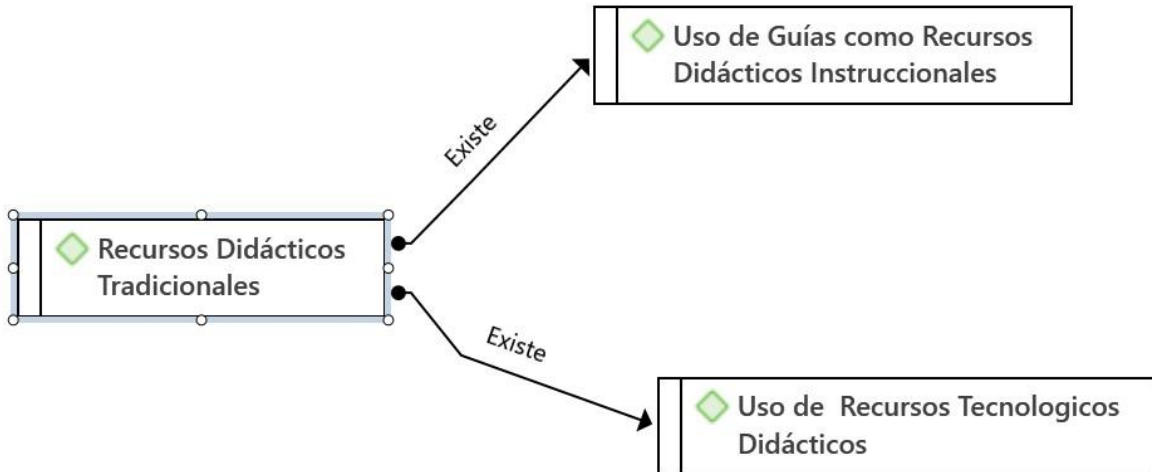 Uso de Guías como Recursos
Didácticos Instruccionales
Existe
Recursos Didácticos
Tradicionales
Existe
Uso de  Recursos Tecnologicos
Didácticos